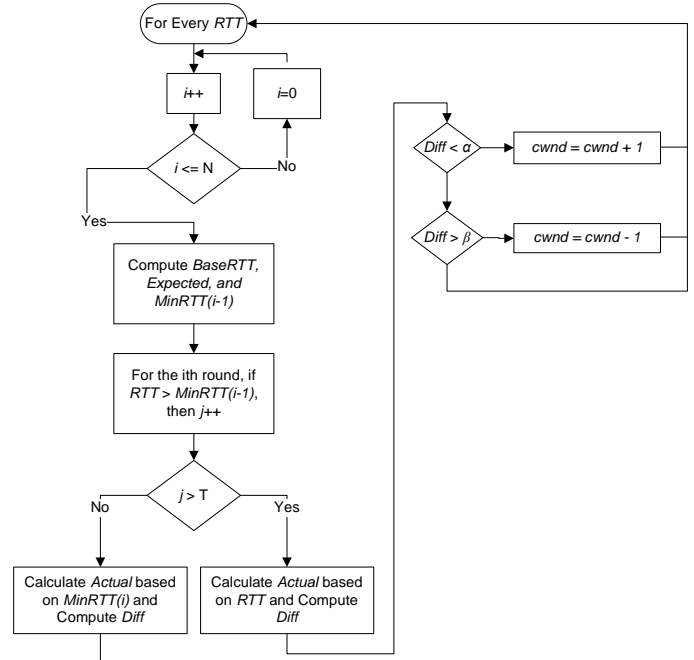 For Every RTT
i++
i=0
i <= N
No
Yes
Compute BaseRTT,
Expected, and
MinRTT(i-1)
For the ith round, if
RTT > MinRTT(i-1),
then j++
j > T
No
Yes
Calculate Actual based
on MinRTT(i) and
Compute Diff
Calculate Actual based
on RTT and Compute
Diff
Diff < α
cwnd = cwnd + 1
Diff > β
cwnd = cwnd - 1